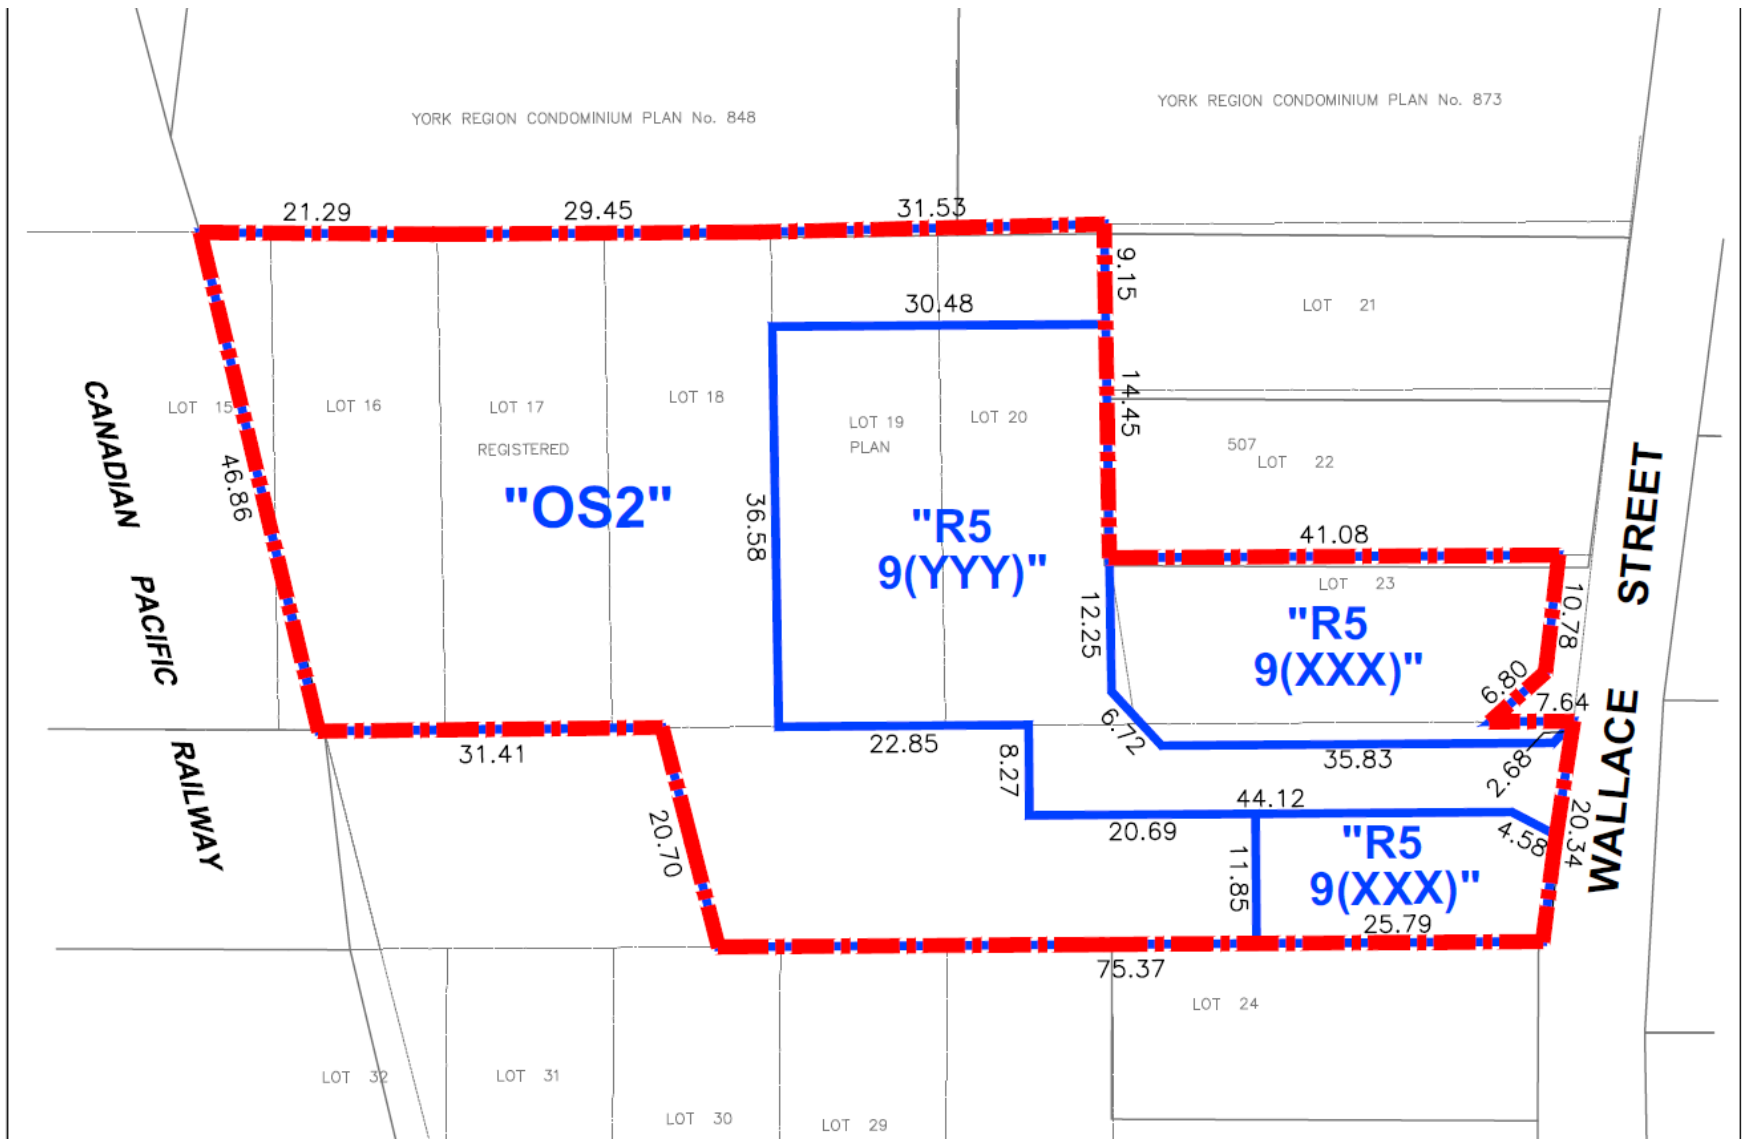 YORK REGION CONDOMINIUM PLAN No. 848
YORK REGION CONDOMINIUM PLAN No. 873
21.29
29.45
31.53
9.15
30.48
LOT 21
14.45
CANADIAN PACIFIC RAILWAY
LOT 15
LOT 16
LOT 17
LOT 18
REGISTERED
LOT 19
PLAN
LOT 20
507
LOT 22
46.86
"OS2"
36.58
"R5
9(YYY)"
41.08
LOT 23
12.25
"R5
9(XXX)"
10.78
6.80
7.64
WALLACE STREET
6.72
31.41
22.85
8.27
35.83
2.68
20.70
44.12
20.69
4.58
20.34
11.85
"R5
9(XXX)"
25.79
75.37
LOT 24
LOT 32
LOT 31
LOT 30
LOT 29